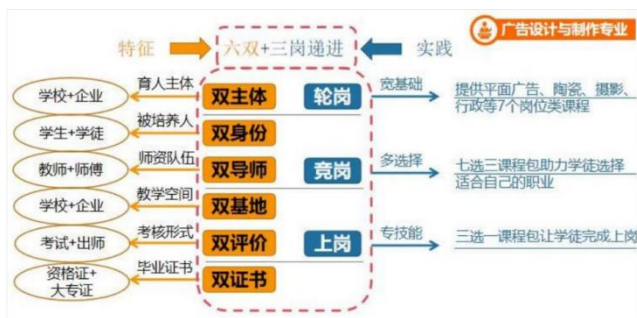 广告设计与制作专业
特征
六双+三岗递进
实践
学校+企业
育人主体
双主体
轮岗
宽基础
提供平面广告、陶瓷、摄影、
行政等7个岗位类课程
学生+学徒
被培养人
双身份
教师+师傅
师资队伍
双导师
竞岗
多选择
七选三课程包助力学徒选择
适合自己的职业
学校+企业
教学空间
双基地
考试+出师
考核形式
双评价
上岗
专技能
三选一课程包让学徒完成上岗
资格证+
大专证
毕业证书
双证书